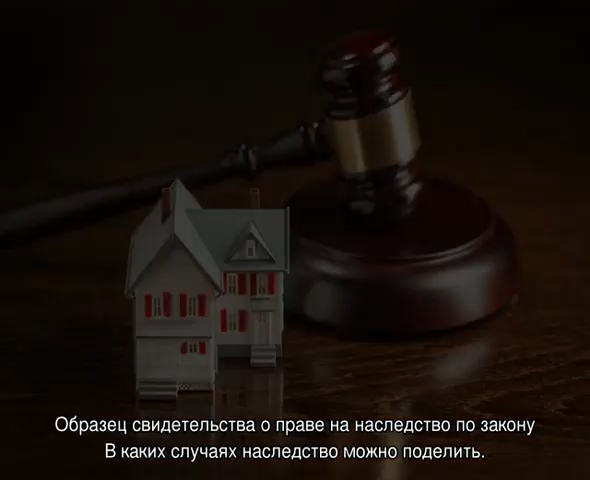 Образец свидетельства о праве на наследство по закону
В каких случаях наследство можно поделить.